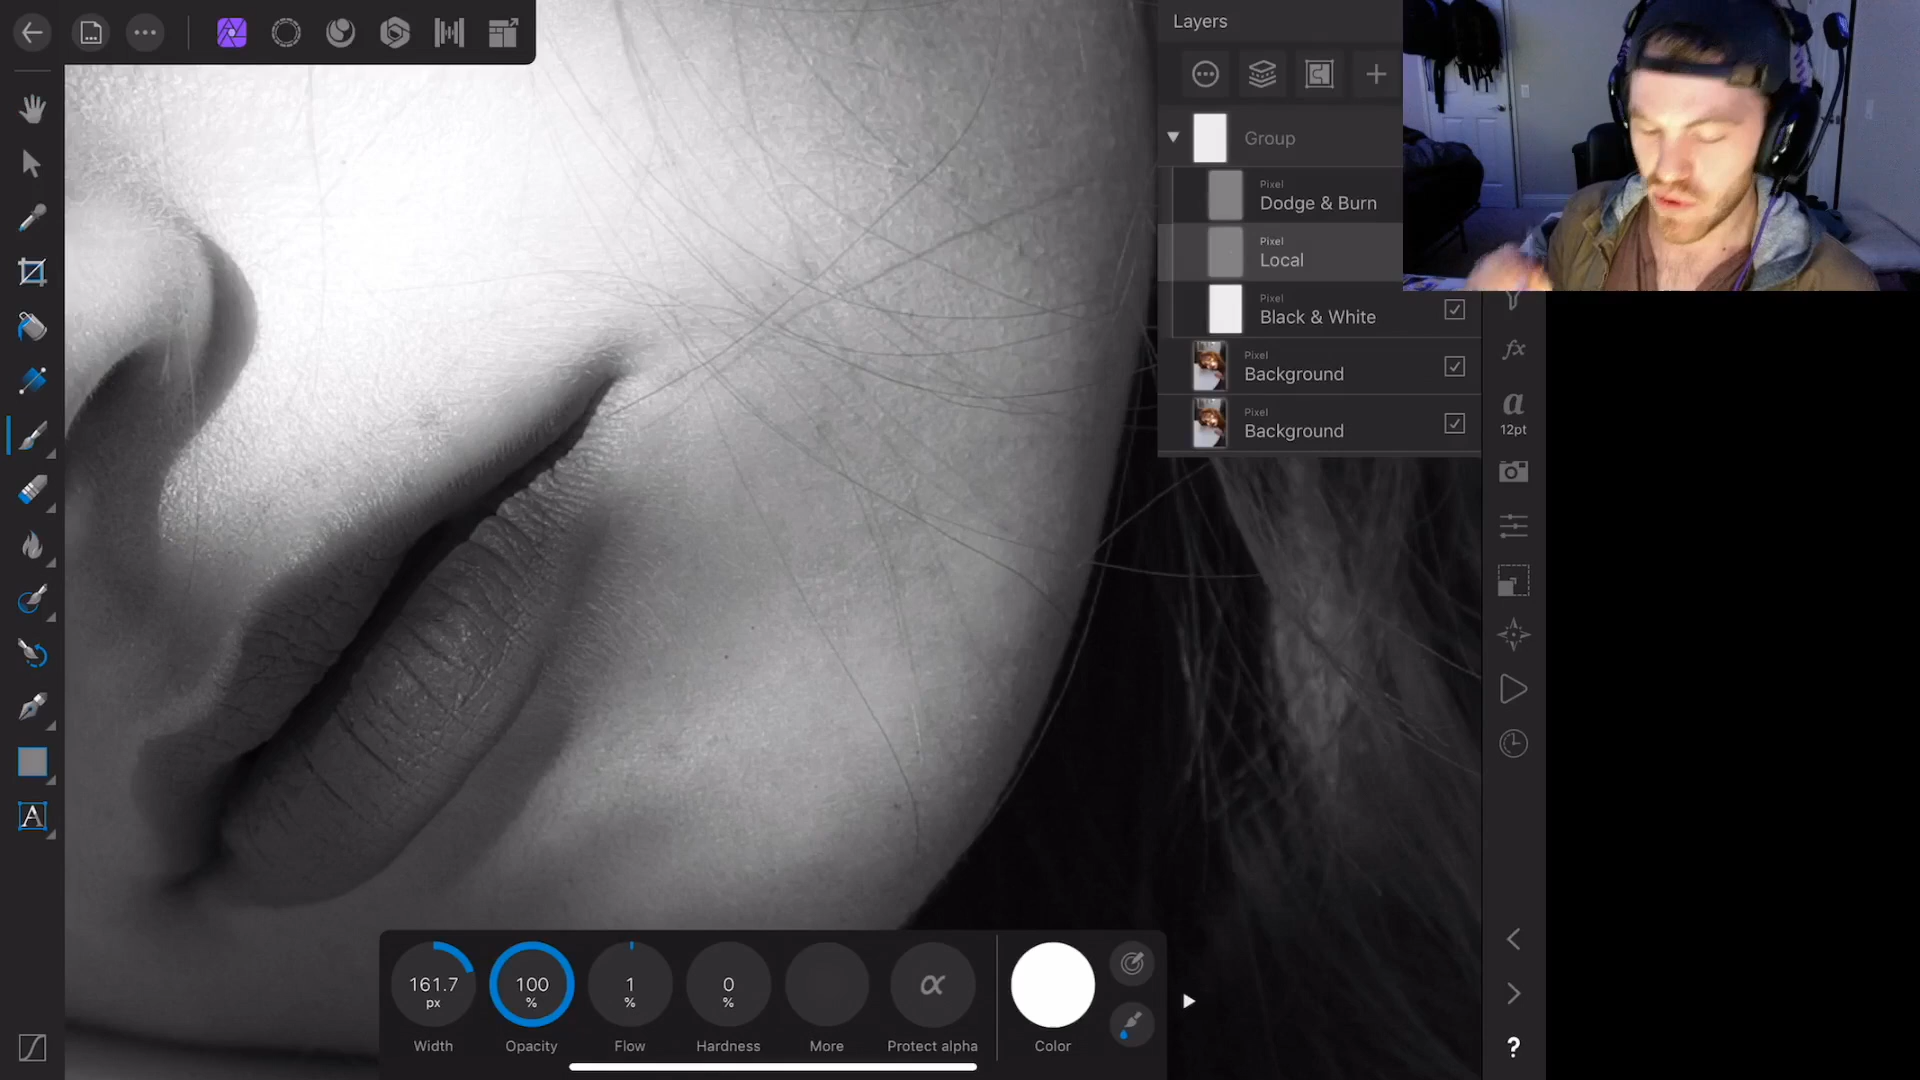 Layers
Group
Pixel
Dodge & Burn
Pixel
Local
Pixel
Black & White
Pixel
Background
Pixel
Background
fx
a
12pt
A
161.7
px
100
%
1
%
0
%
α
Width
Opacity
Flow
Hardness
More
Protect alpha
Color
?